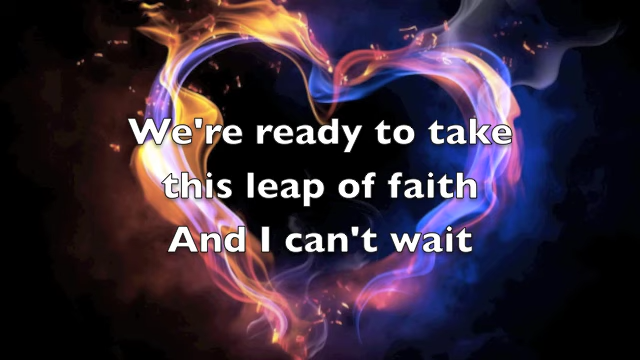 We're ready to take
this leap of faith
And I can't wait